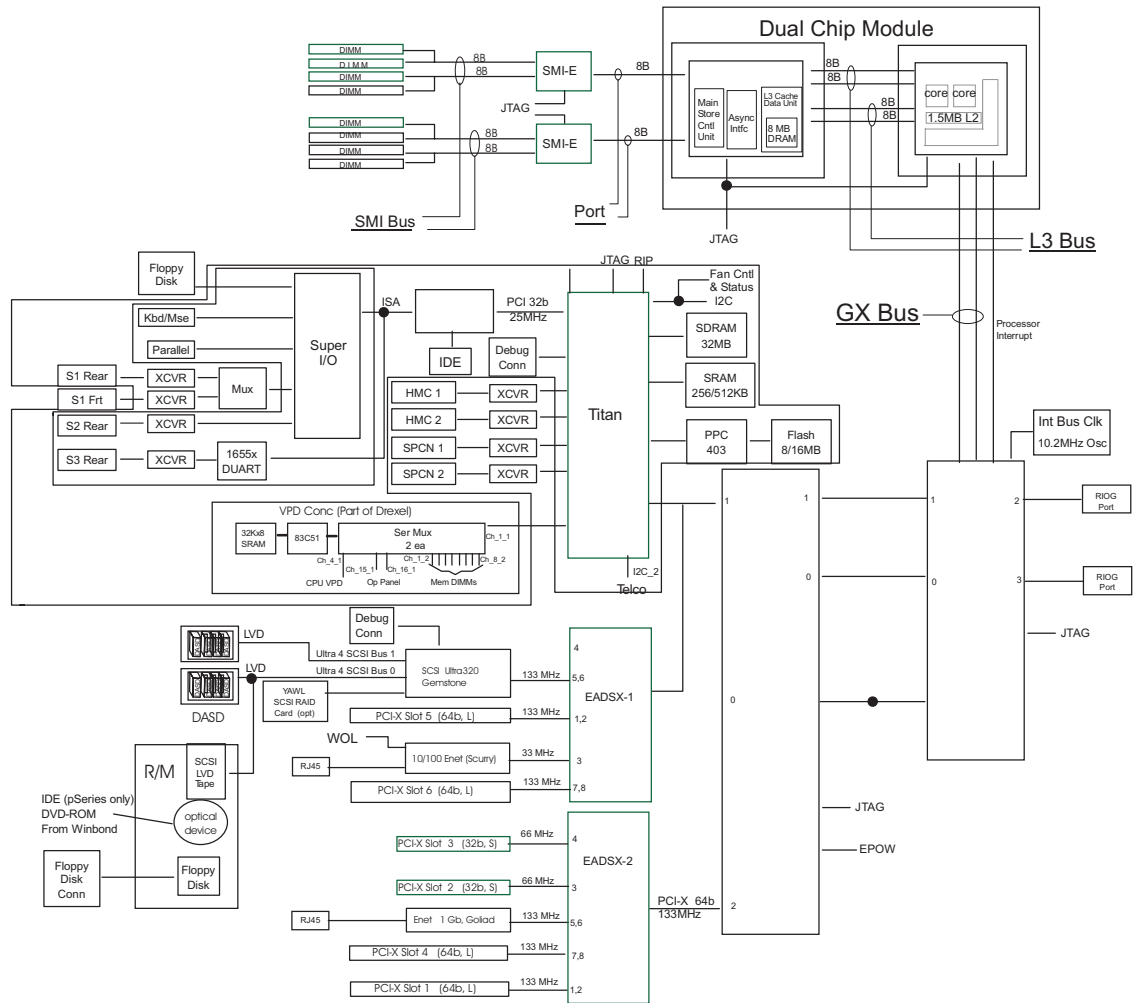 Dual Chip Module
DIMM
DIMM
DIMM
DIMM
8B
8B
SMI-E
8B
JTAG
DIMM
DIMM
DIMM
DIMM
8B
8B
JTAG
SMI-E
8B
SMI Bus
Port
Main
Store
Cntl
Unit
Async
Intfc
L3 Cache
Data Unit
8 MB
DRAM
8B
8B
8B
8B
core
core
1.5MB L2
JTAG
L3 Bus
GX Bus
Processor
Interrupt
Floppy
Disk
Kbd/Mse
Parallel
S1 Rear
XCVR
S1 Frt
XCVR
Mux
S2 Rear
XCVR
S3 Rear
XCVR
1655x
DUART
Super
I/O
ISA
IDE
PCI 32b
25MHz
Debug
Conn
HMC 1
XCVR
HMC 2
XCVR
SPCN 1
XCVR
SPCN 2
XCVR
JTAG
RIP
Titan
Fan Cntl
& Status
I2C
SDRAM
32MB
SRAM
256/512KB
PPC
403
Flash
8/16MB
I2C_2
Telco
VPD Conc (Part of Drexel)
32Kx8
SRAM
83C51
Ser Mux
2 ea
Ch_1_1
Ch_4_1
Ch_15_1
Ch_16_1
Ch_1_2
Ch_8_2
CPU VPD
Op Panel
Mem DIMMs
Int Bus Clk
10.2MHz Osc
1
1
1
2
RIOG
Port
0
0
3
RIOG
Port
JTAG
0
JTAG
EPOW
2
Debug
Conn
LVD
Ultra 4 SCSI Bus 1
LVD
Ultra 4 SCSI Bus 0
DASD
SCSI Ultra320
Gemstone
133 MHz
YAWL
SCSI RAID
Card (opt)
PCI-X Slot 5 (64b, L)
133 MHz
WOL
RJ45
10/100 Enet (Scurry)
33 MHz
PCI-X Slot 6 (64b, L)
133 MHz
4
5,6
1,2
3
7,8
EADSX-1
R/M
SCSI
LVD
Tape
optical
device
IDE (pSeries only)
DVD-ROM
From Winbond
Floppy
Disk
Conn
Floppy
Disk
PCI-X Slot 3 (32b, S)
66 MHz
4
PCI-X Slot 2 (32b, S)
66 MHz
3
RJ45
Enet 1 Gb, Goliad
133 MHz
5,6
PCI-X Slot 4 (64b, L)
133 MHz
7,8
PCI-X Slot 1 (64b, L)
133 MHz
1,2
EADSX-2
PCI-X 64b
133MHz